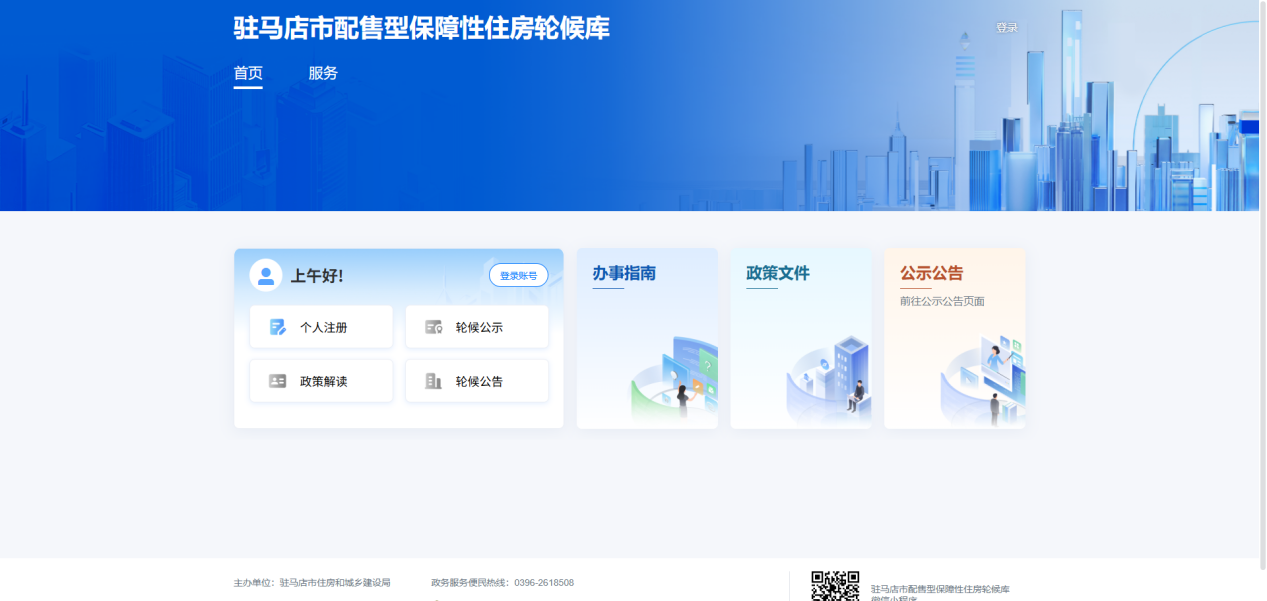 驻马店市配售型保障性住房轮候库
登录
首页 服务
上午好!
登录账号
个人注册
轮候公示
政策解读
轮候公告
办事指南
政策文件
公示公告
前往公示公告页面
主办单位：驻马店市住房和城乡建设局
政务服务便民热线：0396-2618508
驻马店市配售型保障性住房轮候库
微信小程序